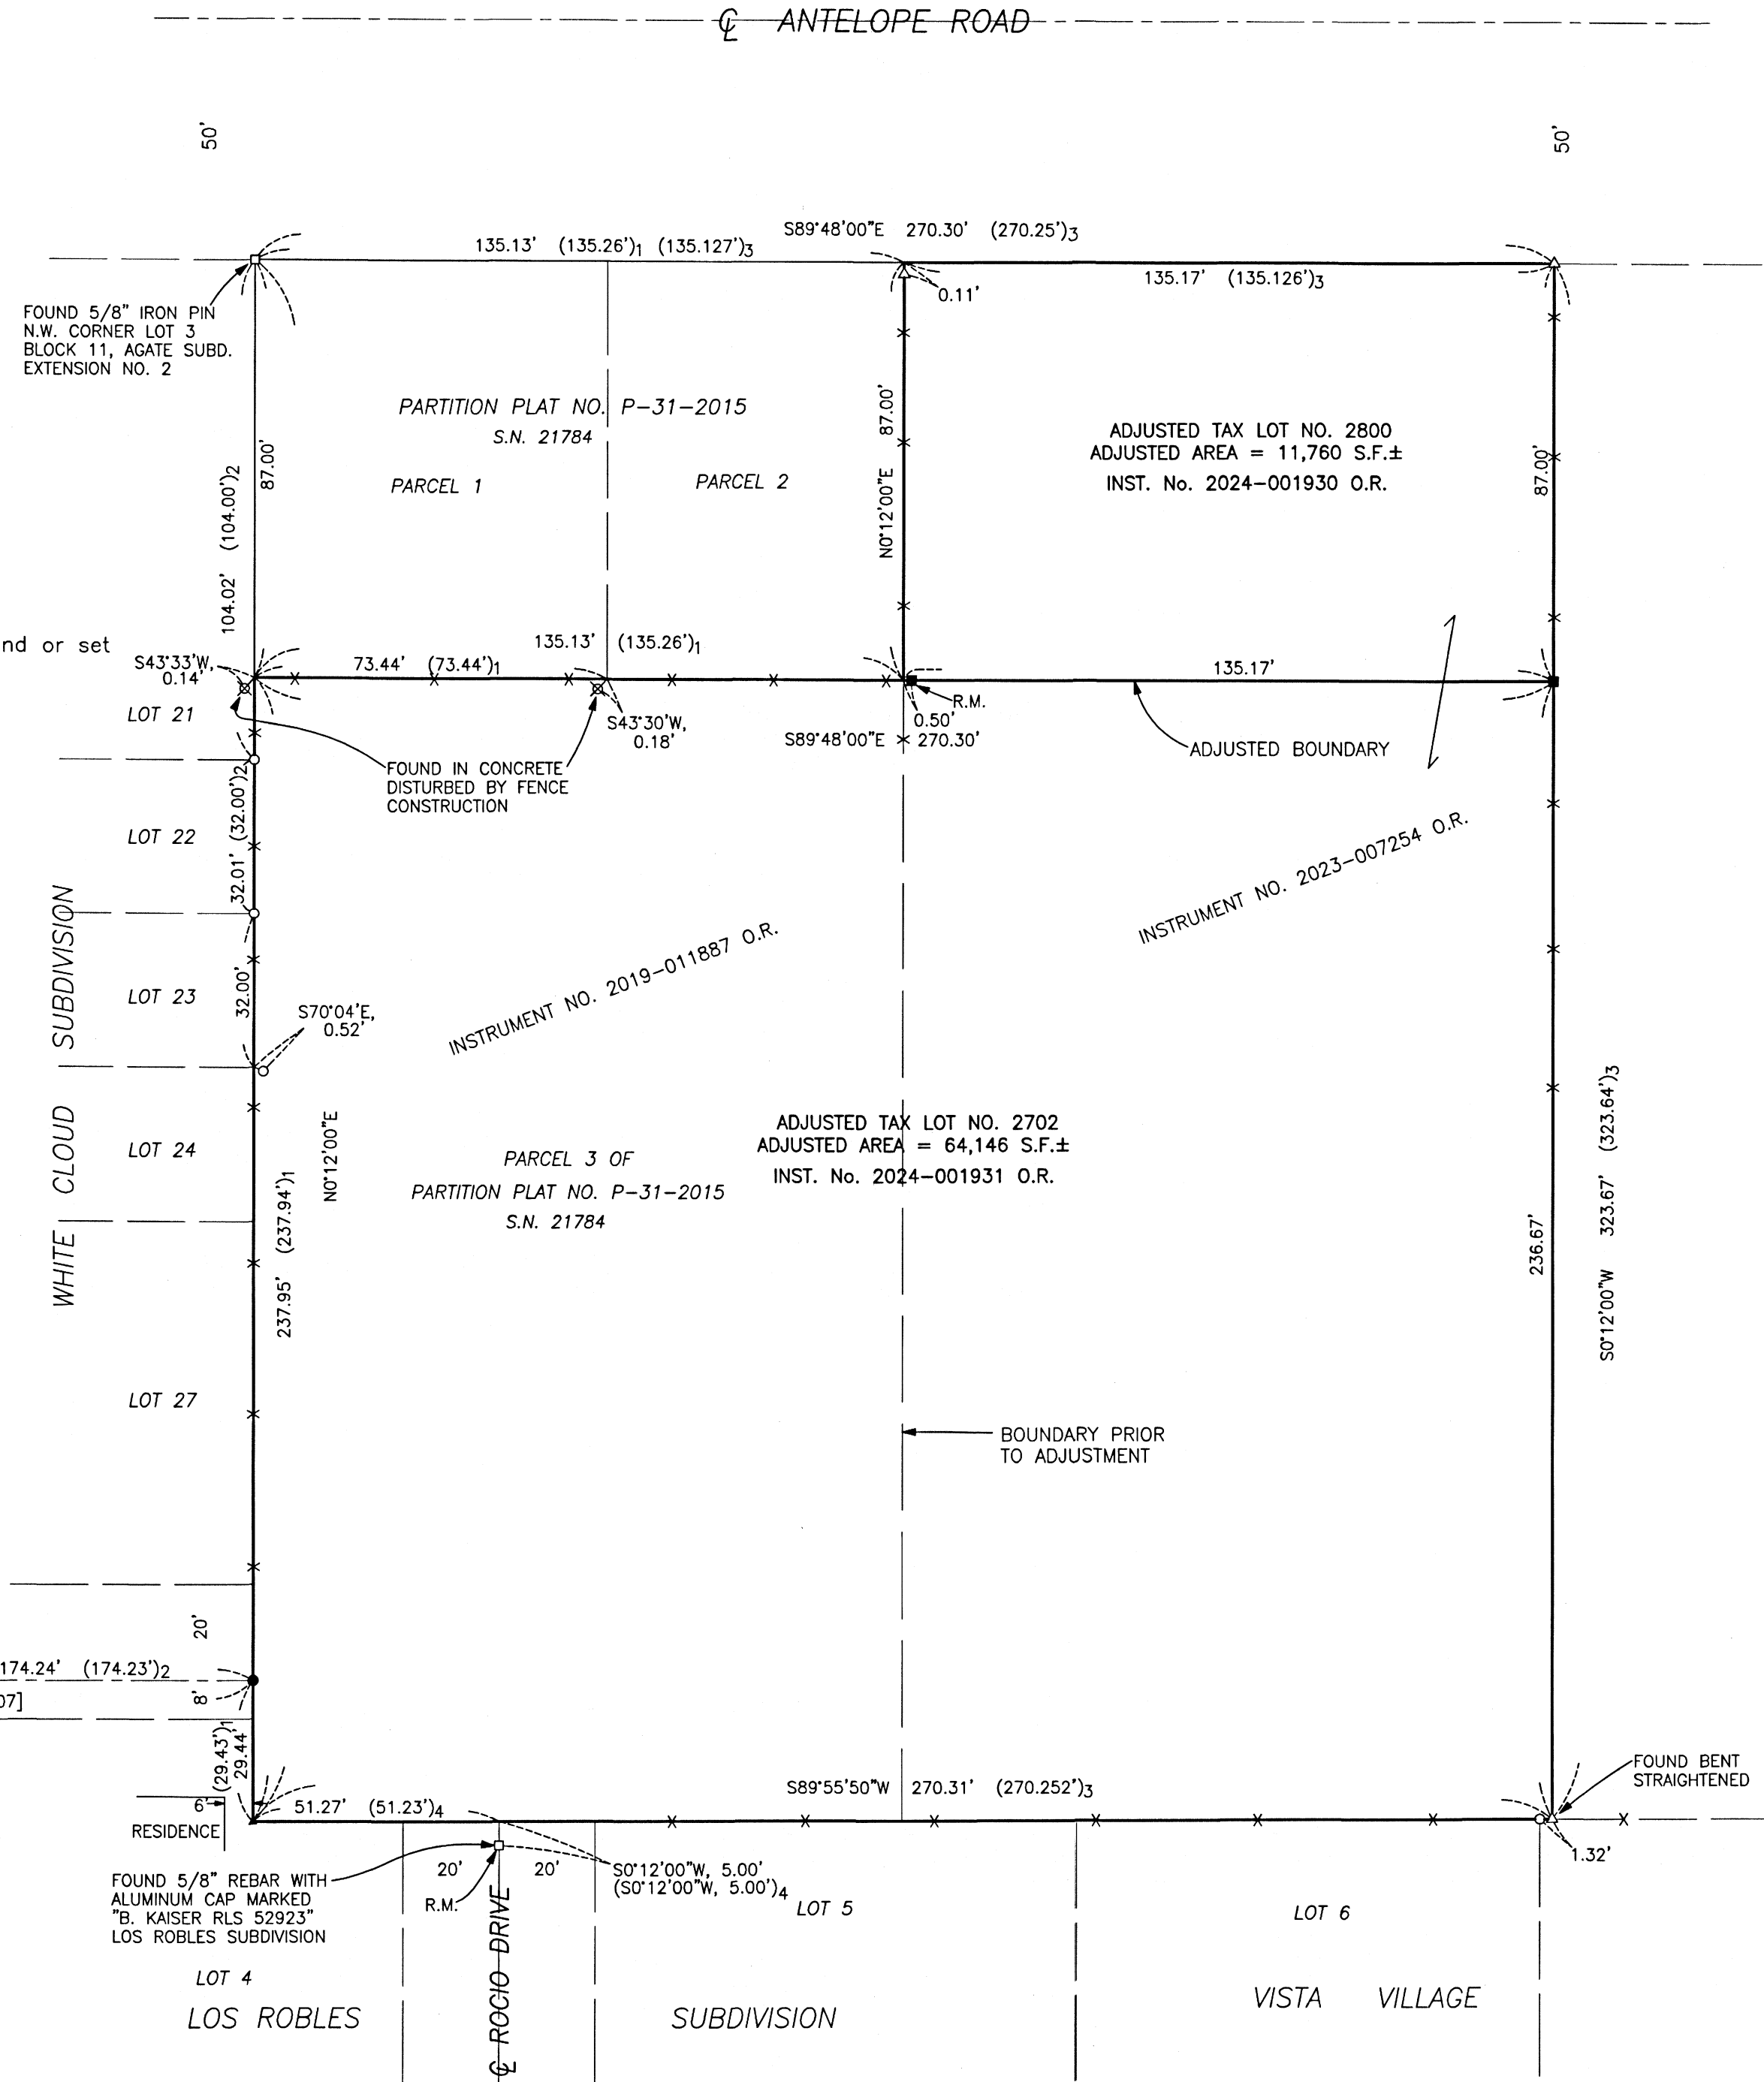 ℄ ANTELOPE ROAD
50'
50'
S89°48'00"E 270.30' (270.25')3
135.13' (135.26')1 (135.127')3
135.17' (135.126')3
0.11'
FOUND 5/8" IRON PIN
N.W. CORNER LOT 3
BLOCK 11, AGATE SUBD.
EXTENSION NO. 2
PARTITION PLAT NO. P-31-2015
S.N. 21784
PARCEL 1
PARCEL 2
104.02' (104.00')2
87.00'
N0°12'00"E 87.00'
ADJUSTED TAX LOT NO. 2800
ADJUSTED AREA = 11,760 S.F.±
INST. No. 2024-001930 O.R.
87.00'
nd or set
S43°33'W,
0.14'
73.44' (73.44')1
135.13' (135.26')1
135.17'
LOT 21
S43°30'W,
0.18'
R.M.
0.50'
S89°48'00"E 270.30'
ADJUSTED BOUNDARY
FOUND IN CONCRETE
DISTURBED BY FENCE
CONSTRUCTION
32.01' (32.00')2
LOT 22
INSTRUMENT NO. 2023-007254 O.R.
INSTRUMENT NO. 2019-011887 O.R.
WHITE CLOUD SUBDIVISION
LOT 23
32.00'
S70°04'E,
0.52'
N0°12'00"E
LOT 24
237.95' (237.94')1
ADJUSTED TAX LOT NO. 2702
ADJUSTED AREA = 64,146 S.F.±
INST. No. 2024-001931 O.R.
PARCEL 3 OF
PARTITION PLAT NO. P-31-2015
S.N. 21784
236.67'
S0°12'00"W 323.67' (323.64')3
LOT 27
BOUNDARY PRIOR
TO ADJUSTMENT
20'
174.24' (174.23')2
8'
07]
(29.43')1
29.44'
S89°55'50"W 270.31' (270.252')3
FOUND BENT
STRAIGHTENED
6'
51.27' (51.23')4
RESIDENCE
1.32'
FOUND 5/8" REBAR WITH
ALUMINUM CAP MARKED
"B. KAISER RLS 52923"
LOS ROBLES SUBDIVISION
20'
20'
R.M.
S0°12'00"W, 5.00'
(S0°12'00"W, 5.00')4
LOT 5
LOT 6
℄ ROCIO DRIVE
LOT 4
LOS ROBLES SUBDIVISION
VISTA VILLAGE